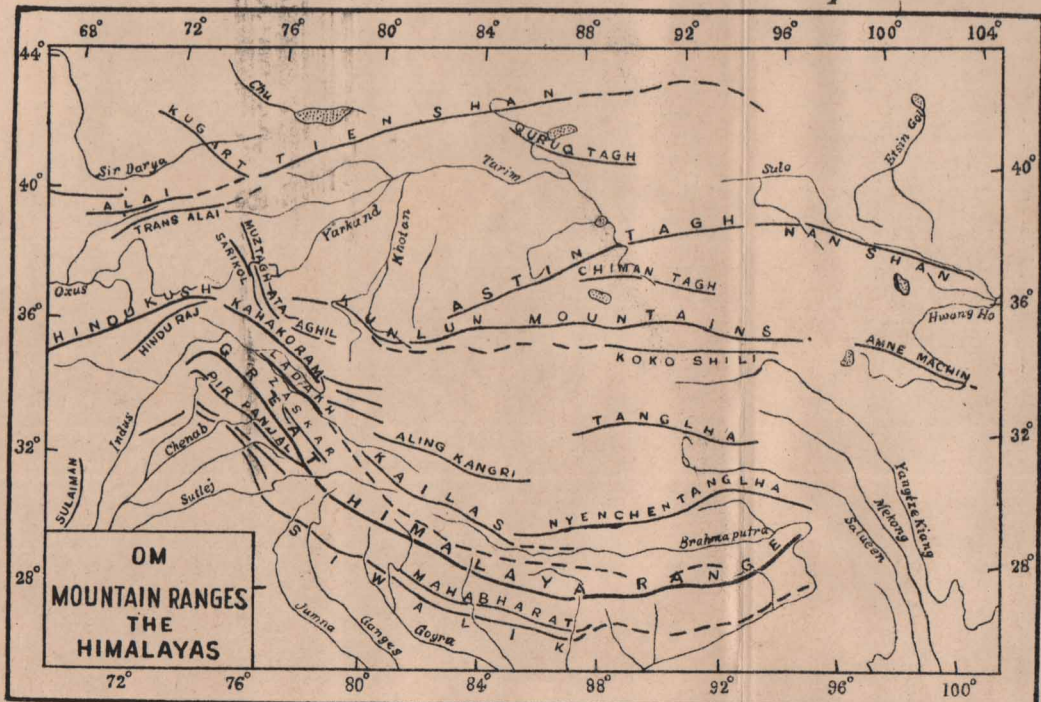 68° 72° 76° 80° 84° 88° 92° 96° 100° 104°
44°
Chu
KUGART
TIEN SHAN
QURUQ TAGH
Etsin Gol
Sir Darya
Tarim
Sulo
40°
40°
ALAI
TRANS ALAI
Yarkand
Khotan
ASTIN TAGH
NAN SHAN
MUZTAGH ATA
SARIKOL
CHIMAN TAGH
Oxus
36°
36°
HINDU KUSH
KAHAKORAM
AGHIL
KUNLUN MOUNTAINS
Hwang Ho
HINDU RAJ
KOKO SHILI
AMNE MACHIN
LADAKH
ZASKAR
GREAT HIMALAYA RANGE
PIR PANJAL
Indus
Chenab
TANGLHA
32°
32°
ALING KANGRI
SULAIMAN
Sutlej
KAILAS
NYENCHENTANGLHA
Yangtze Kiang
Mekong
Salween
Brahmaputra
28°
28°
SIWALIK
MAHABHARAT
Jumna
Ganges
Gogra
OM
MOUNTAIN RANGES
THE
HIMALAYAS
72° 76° 80° 84° 88° 92° 96° 100°